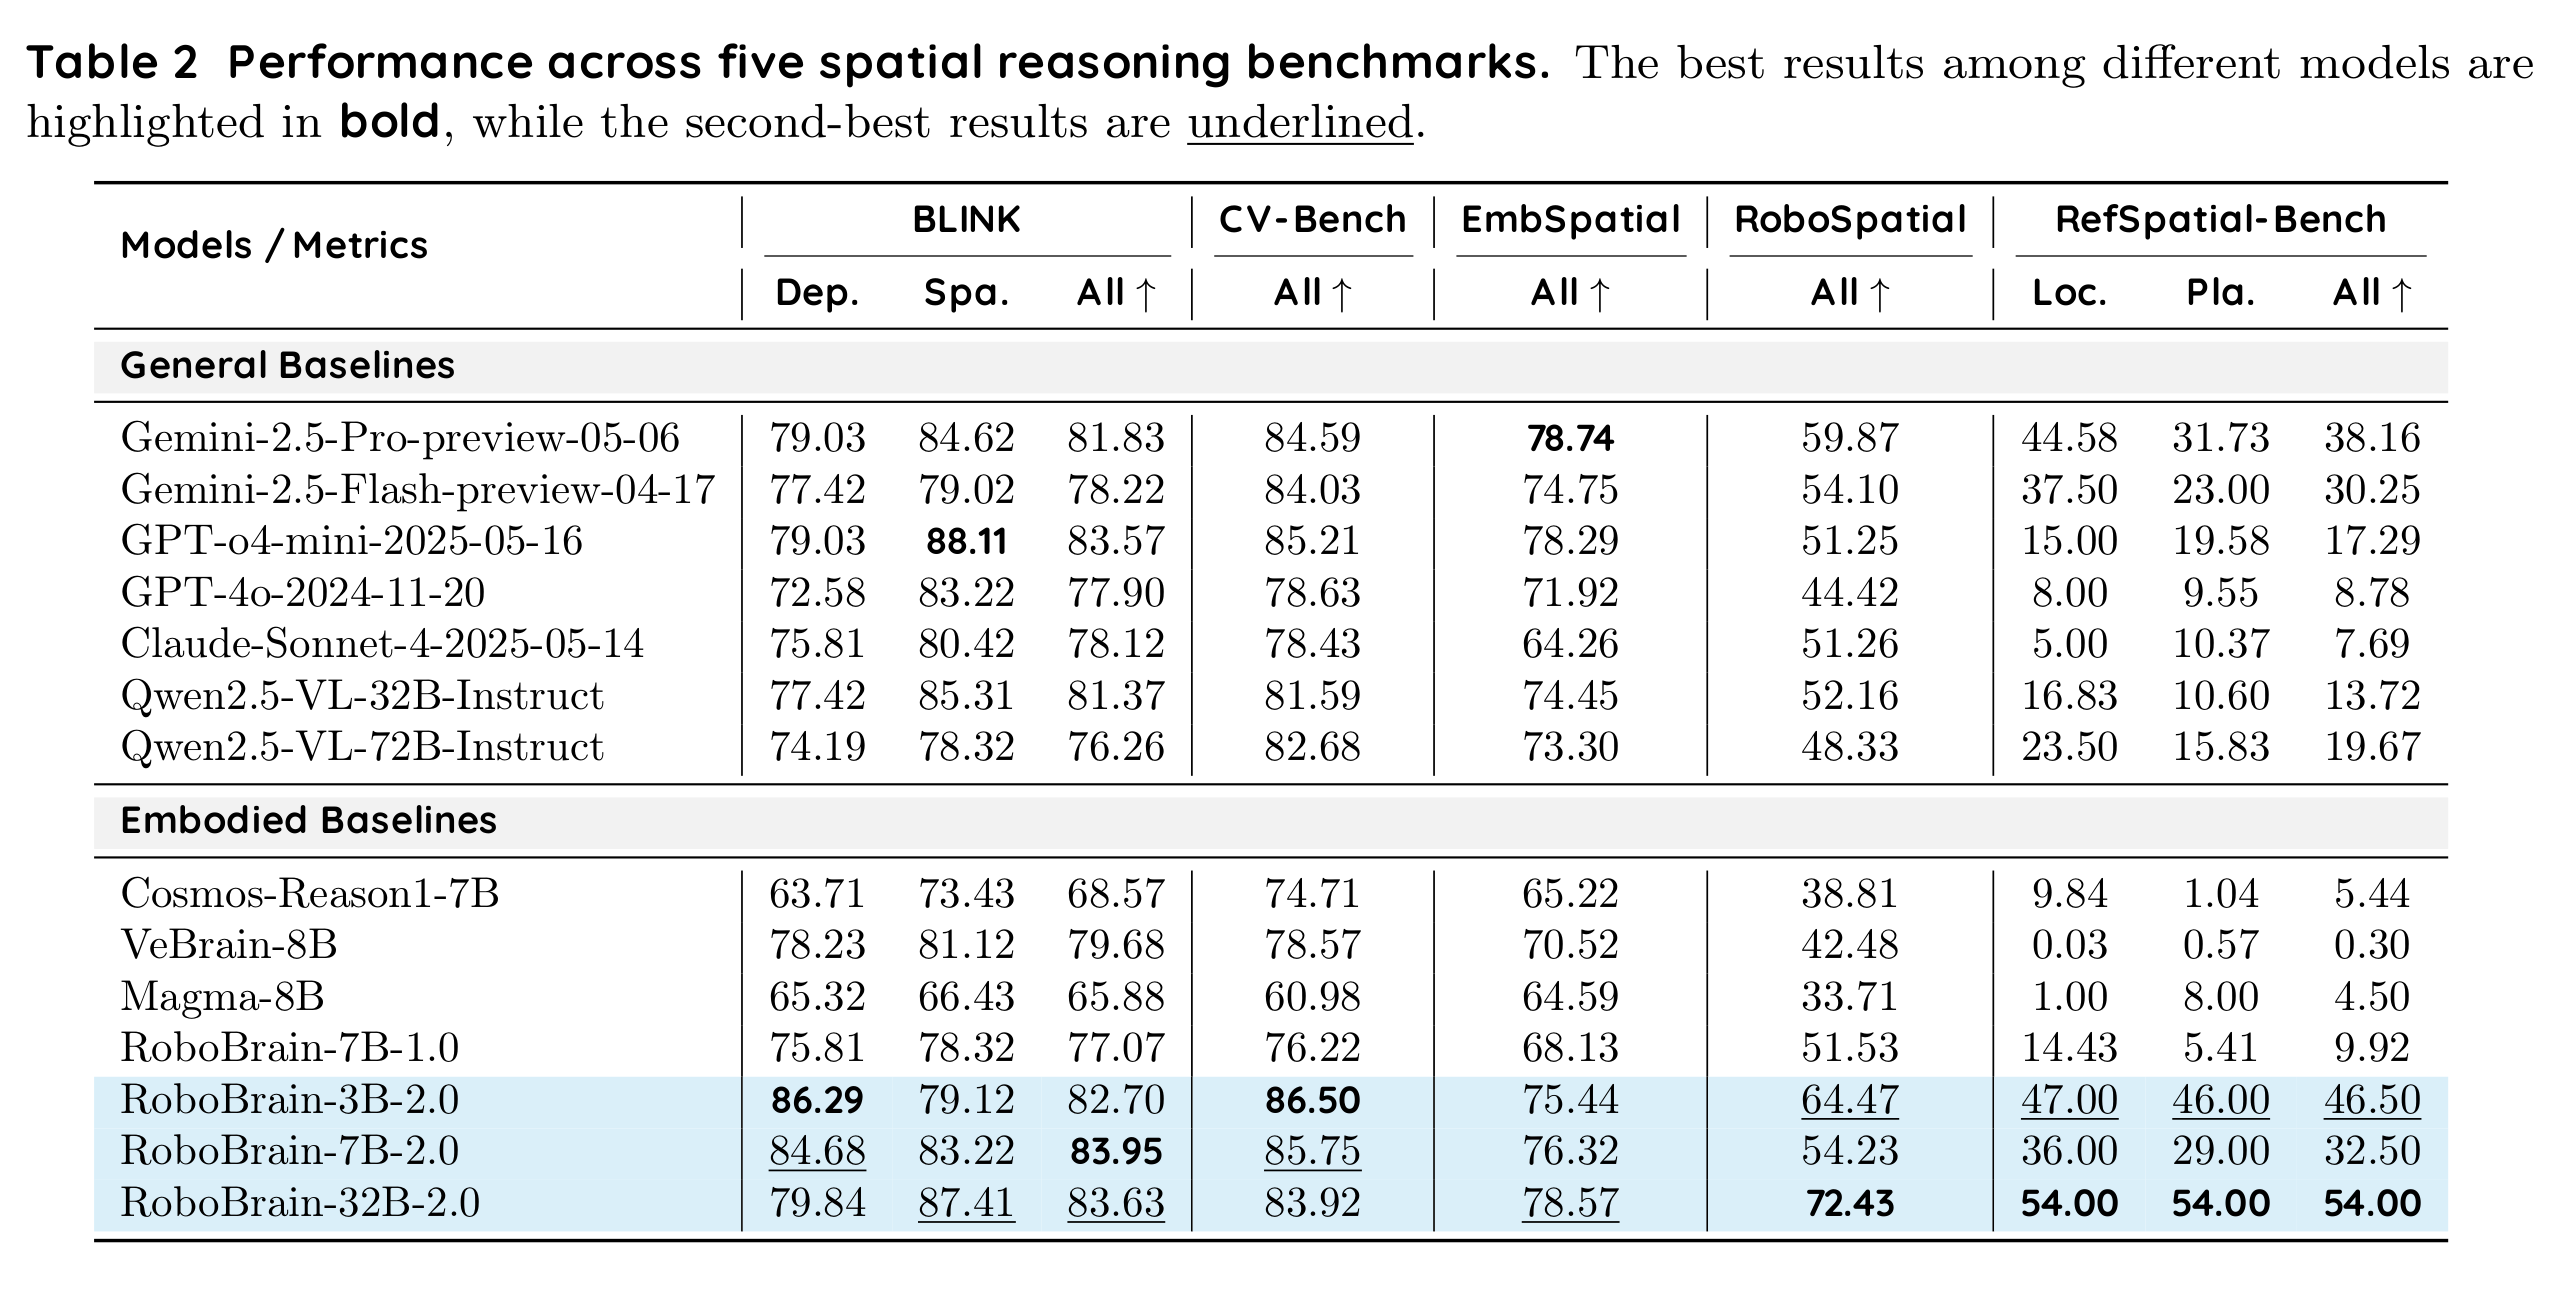 Table 2 Performance across five spatial reasoning benchmarks. The best results among different models are
highlighted in bold, while the second-best results are underlined.
Models / Metrics BLINK CV-Bench EmbSpatial RoboSpatial RefSpatial-Bench
Dep. Spa. All ↑ All ↑ All ↑ All ↑ Loc. Pla. All ↑
General Baselines
Gemini-2.5-Pro-preview-05-06 79.03 84.62 81.83 84.59 78.74 59.87 44.58 31.73 38.16
Gemini-2.5-Flash-preview-04-17 77.42 79.02 78.22 84.03 74.75 54.10 37.50 23.00 30.25
GPT-o4-mini-2025-05-16 79.03 88.11 83.57 85.21 78.29 51.25 15.00 19.58 17.29
GPT-4o-2024-11-20 72.58 83.22 77.90 78.63 71.92 44.42 8.00 9.55 8.78
Claude-Sonnet-4-2025-05-14 75.81 80.42 78.12 78.43 64.26 51.26 5.00 10.37 7.69
Qwen2.5-VL-32B-Instruct 77.42 85.31 81.37 81.59 74.45 52.16 16.83 10.60 13.72
Qwen2.5-VL-72B-Instruct 74.19 78.32 76.26 82.68 73.30 48.33 23.50 15.83 19.67
Embodied Baselines
Cosmos-Reason1-7B 63.71 73.43 68.57 74.71 65.22 38.81 9.84 1.04 5.44
VeBrain-8B 78.23 81.12 79.68 78.57 70.52 42.48 0.03 0.57 0.30
Magma-8B 65.32 66.43 65.88 60.98 64.59 33.71 1.00 8.00 4.50
RoboBrain-7B-1.0 75.81 78.32 77.07 76.22 68.13 51.53 14.43 5.41 9.92
RoboBrain-3B-2.0 86.29 79.12 82.70 86.50 75.44 64.47 47.00 46.00 46.50
RoboBrain-7B-2.0 84.68 83.22 83.95 85.75 76.32 54.23 36.00 29.00 32.50
RoboBrain-32B-2.0 79.84 87.41 83.63 83.92 78.57 72.43 54.00 54.00 54.00